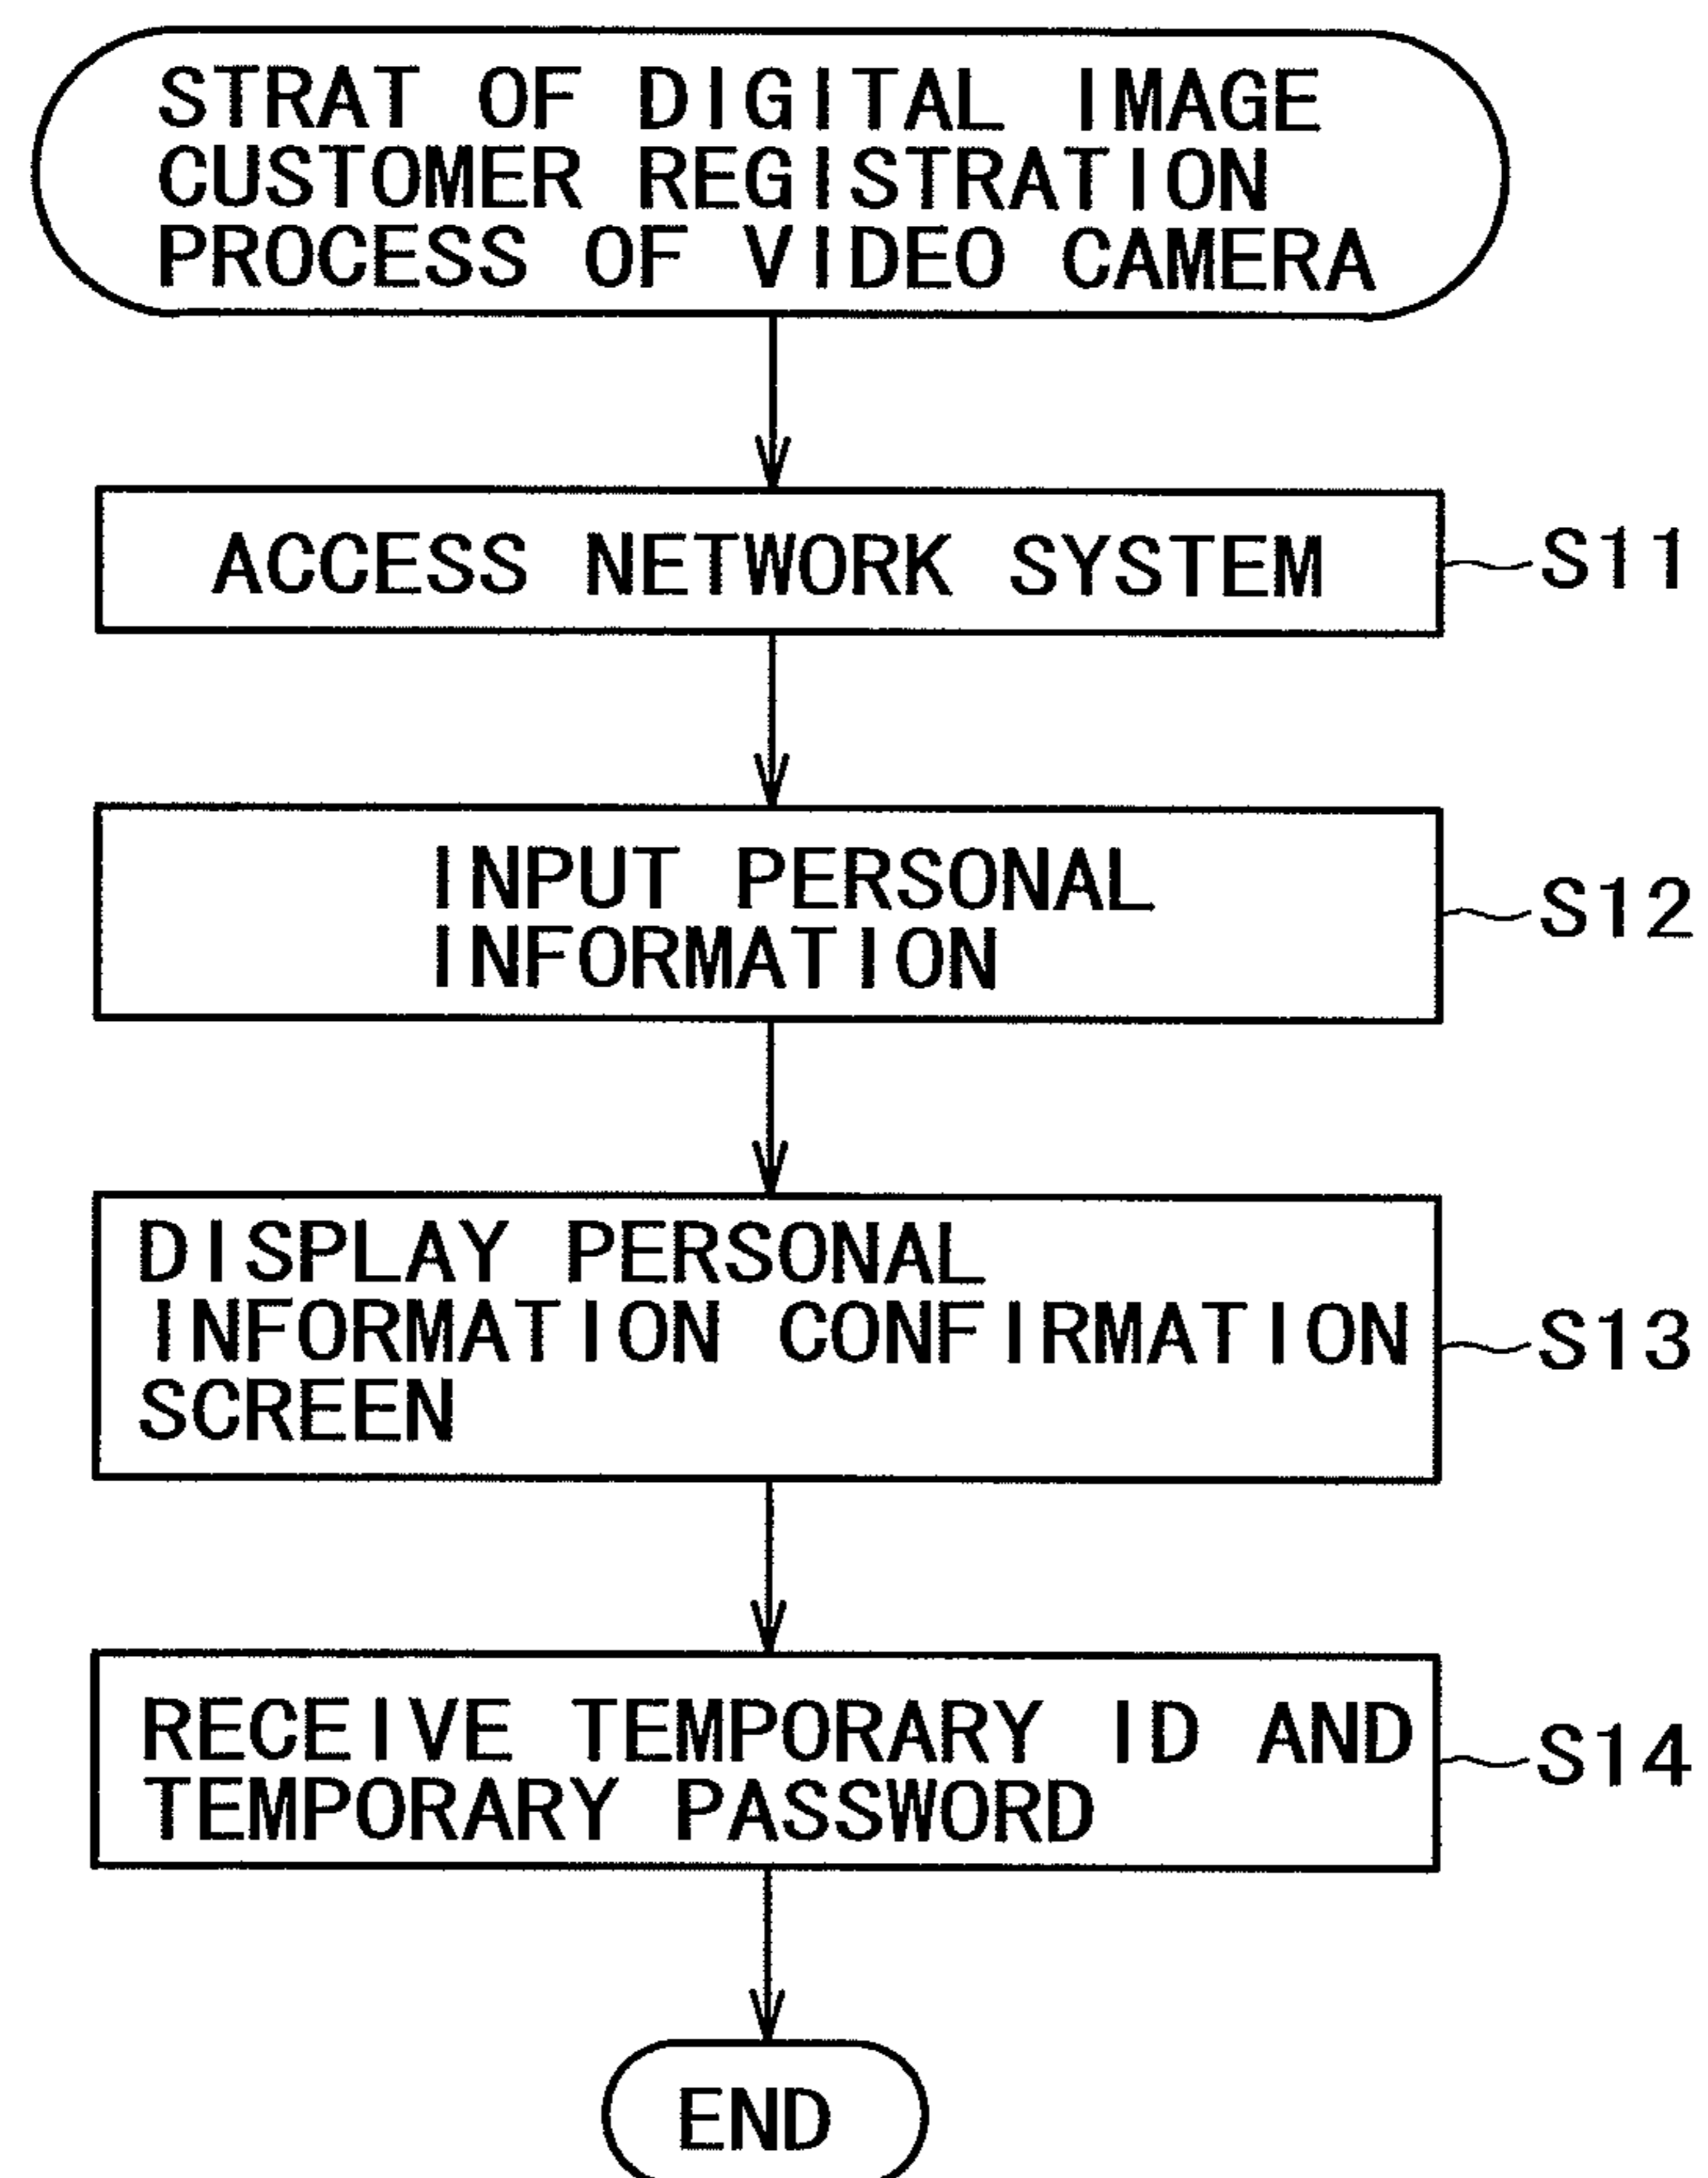 STRAT OF DIGITAL IMAGE
CUSTOMER REGISTRATION
PROCESS OF VIDEO CAMERA
ACCESS NETWORK SYSTEM
S11
INPUT PERSONAL
INFORMATION
S12
DISPLAY PERSONAL
INFORMATION CONFIRMATION
SCREEN
S13
RECEIVE TEMPORARY ID AND
TEMPORARY PASSWORD
S14
END